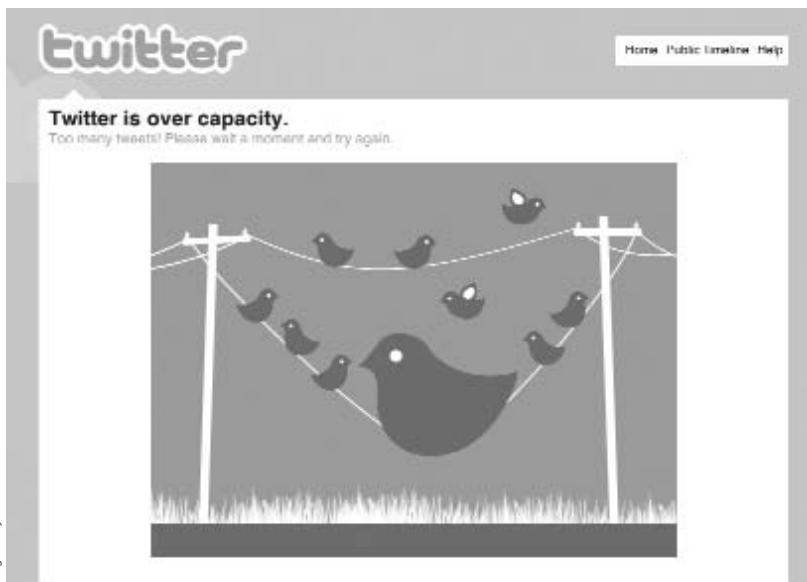 twitter
Home Public Timeline Help
Twitter is over capacity.
Too many tweets! Please wait a moment and try again.